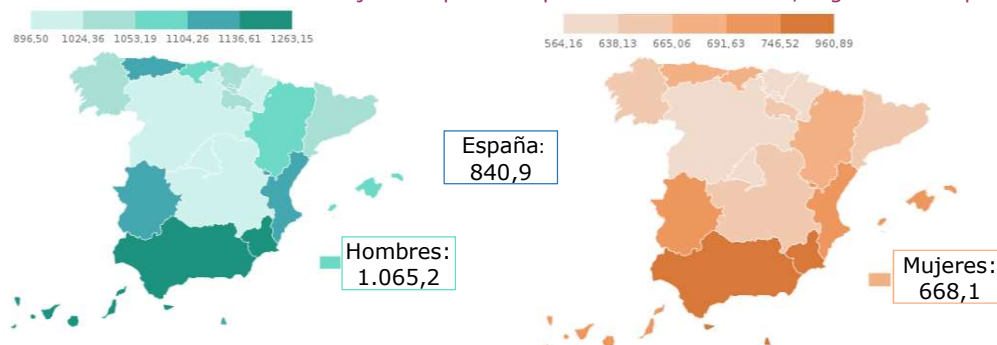 896,50 1024,36 1053,19 1104,26 1136,61 1263,15
564,16 638,13 665,06 691,63 746,52 960,89
España:
840,9
Hombres:
1.065,2
Mujeres:
668,1